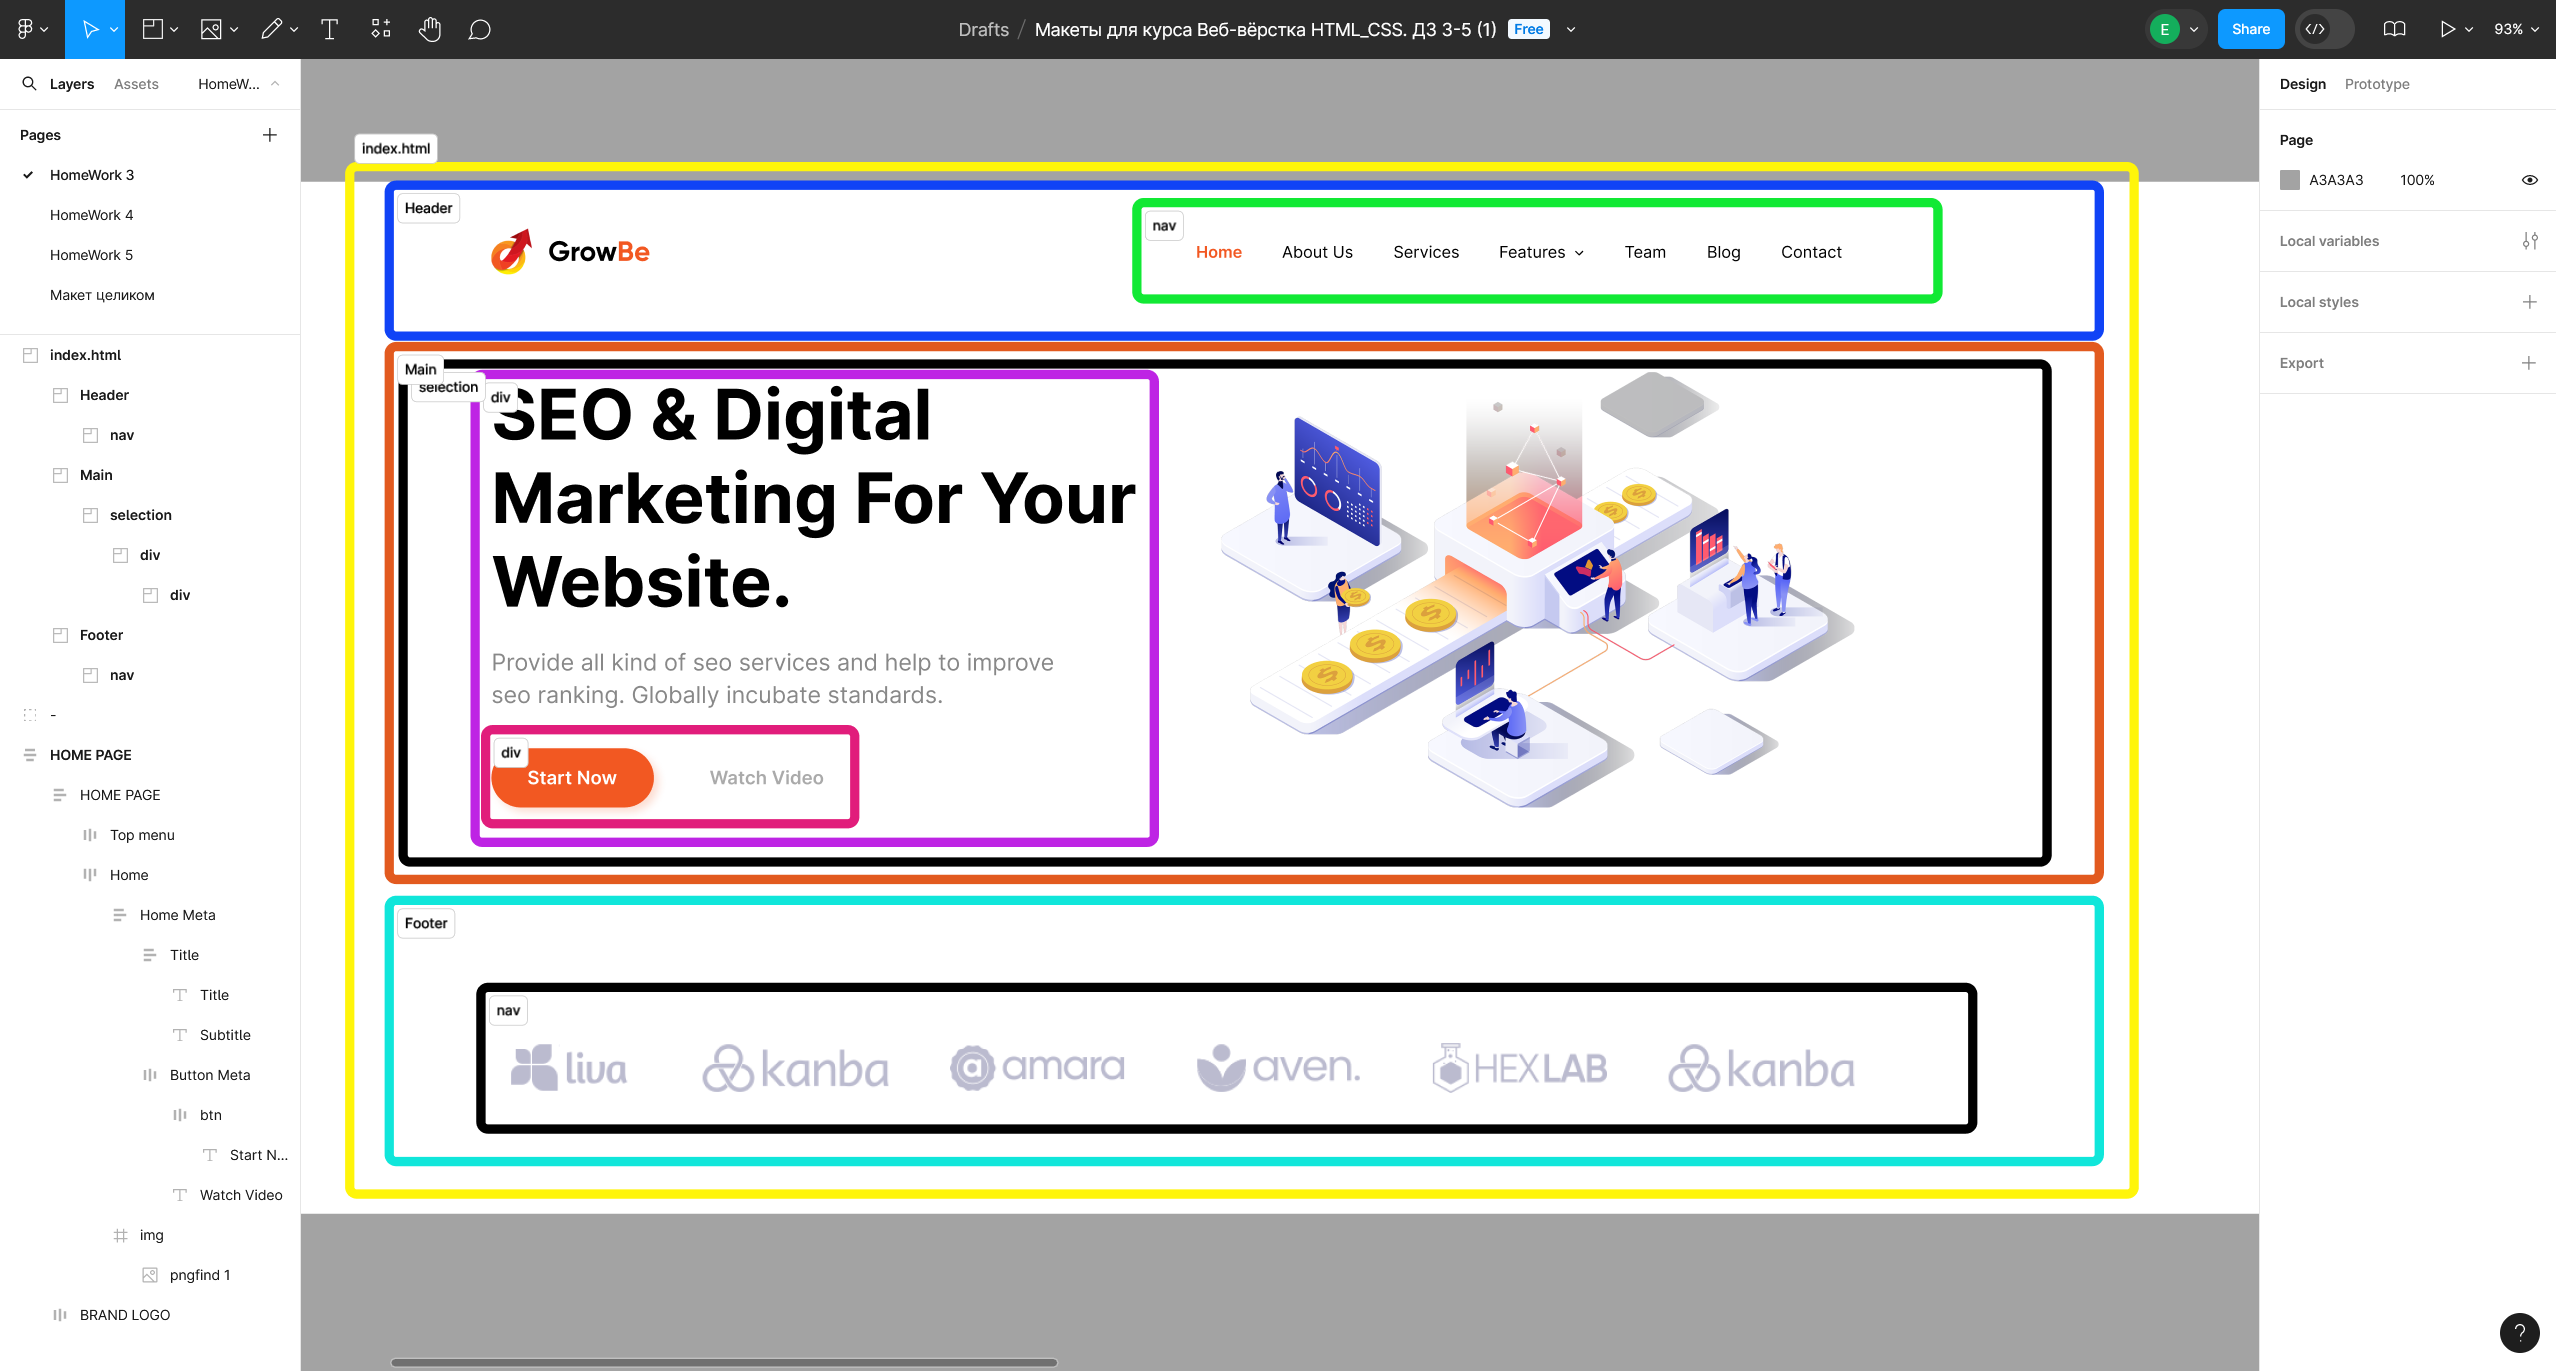 Drafts / Макеты для курса Веб-вёрстка HTML_CSS. ДЗ 3-5 (1) Free
E
Share
93%
Layers Assets HomeW...
Pages
HomeWork 3
HomeWork 4
HomeWork 5
Макет целиком
index.html
Header
nav
Main
selection
div
div
Footer
nav
-
HOME PAGE
HOME PAGE
Top menu
Home
Home Meta
Title
Title
Subtitle
Button Meta
btn
Start N...
Watch Video
img
pngfind 1
BRAND LOGO
index.html
Header
GrowBe
nav
Home About Us Services Features Team Blog Contact
Main
selection
div
SEO & Digital
Marketing For Your
Website.
Provide all kind of seo services and help to improve
seo ranking. Globally incubate standards.
div
Start Now Watch Video
Footer
nav
liva kanba amara aven. HEXLAB kanba
Design Prototype
Page
A3A3A3 100%
Local variables
Local styles
Export
?